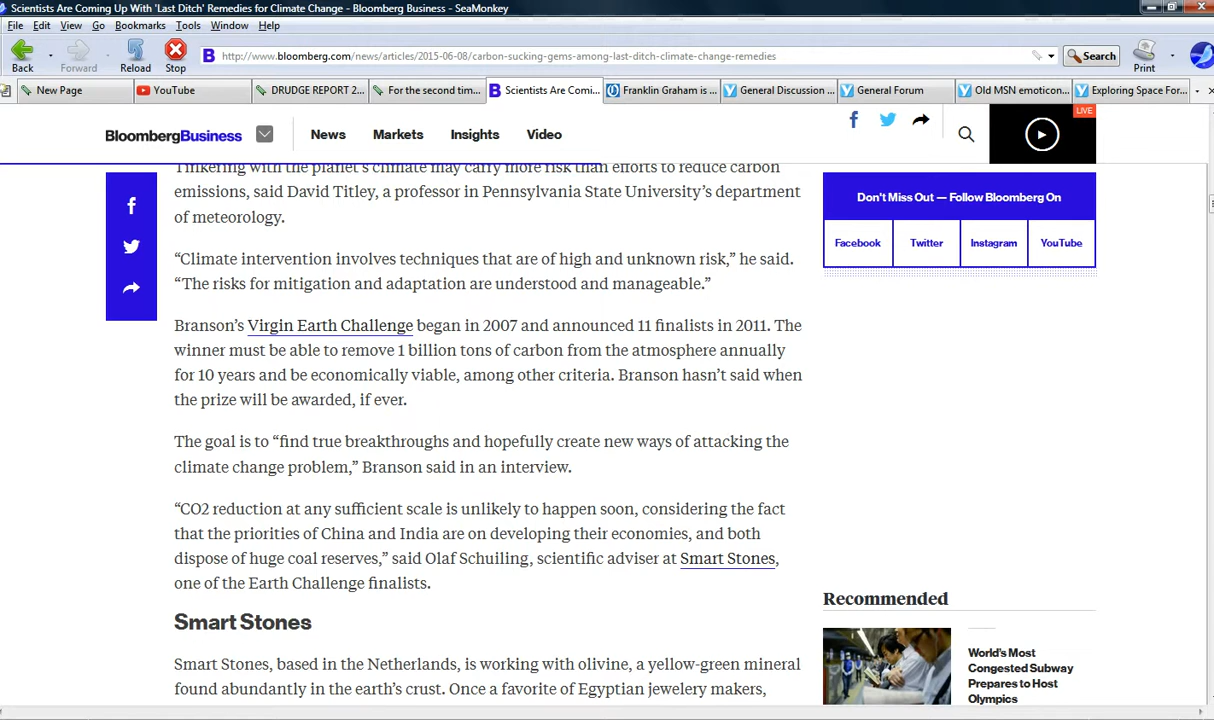 Scientists Are Coming Up With 'Last Ditch' Remedies for Climate Change - Bloomberg Business - SeaMonkey
File Edit View Go Bookmarks Tools Window Help
Back Forward Reload Stop
http://www.bloomberg.com/news/articles/2015-06-08/carbon-sucking-gems-among-last-ditch-climate-change-remedies
Search Print
New Page YouTube DRUDGE REPORT 2... For the second tim... Scientists Are Comi... Franklin Graham is ... General Discussion ... General Forum Old MSN emoticon... Exploring Space For...
BloombergBusiness News Markets Insights Video LIVE
Tinkering with the planet's climate may carry more risk than efforts to reduce carbon
emissions, said David Titley, a professor in Pennsylvania State University's department
of meteorology.
“Climate intervention involves techniques that are of high and unknown risk,” he said.
“The risks for mitigation and adaptation are understood and manageable.”
Branson's Virgin Earth Challenge began in 2007 and announced 11 finalists in 2011. The
winner must be able to remove 1 billion tons of carbon from the atmosphere annually
for 10 years and be economically viable, among other criteria. Branson hasn't said when
the prize will be awarded, if ever.
The goal is to “find true breakthroughs and hopefully create new ways of attacking the
climate change problem,” Branson said in an interview.
“CO2 reduction at any sufficient scale is unlikely to happen soon, considering the fact
that the priorities of China and India are on developing their economies, and both
dispose of huge coal reserves,” said Olaf Schuiling, scientific adviser at Smart Stones,
one of the Earth Challenge finalists.
Smart Stones
Smart Stones, based in the Netherlands, is working with olivine, a yellow-green mineral
found abundantly in the earth's crust. Once a favorite of Egyptian jewelery makers,
Don't Miss Out — Follow Bloomberg On
Facebook Twitter Instagram YouTube
Recommended
World's Most
Congested Subway
Prepares to Host
Olympics